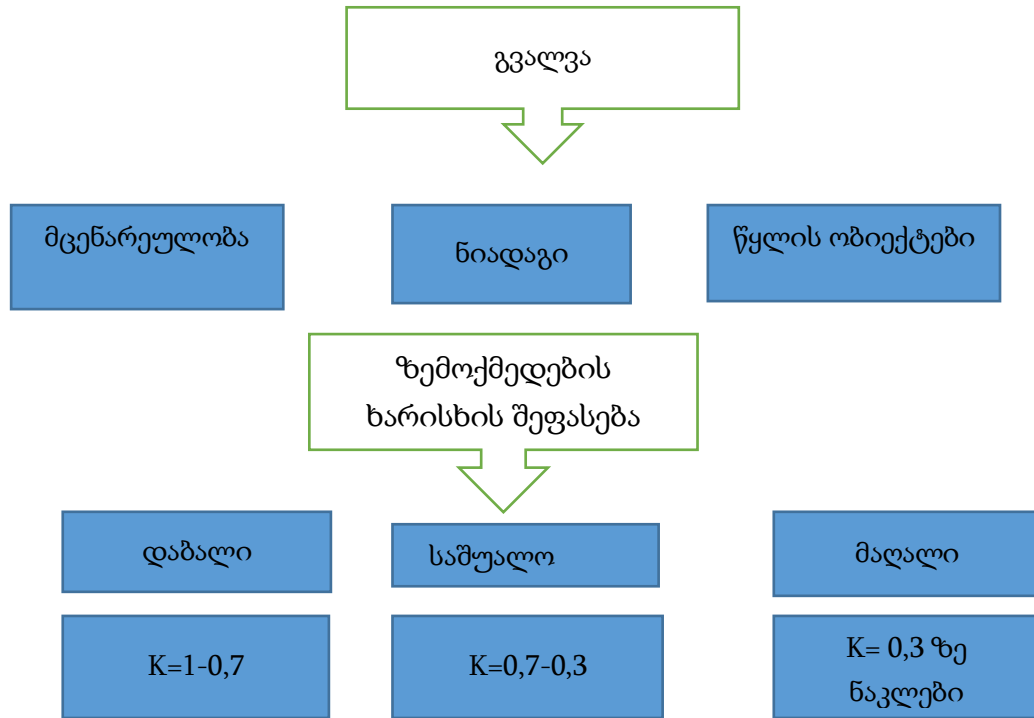 გვალვა
მცენარეულობა
ნიადაგი
წყლის ობიექტები
ზემოქმედების
ხარისხის შეფასება
დაბალი
საშუალო
მაღალი
K=1-0,7
K=0,7-0,3
K= 0,3 ზე
ნაკლები